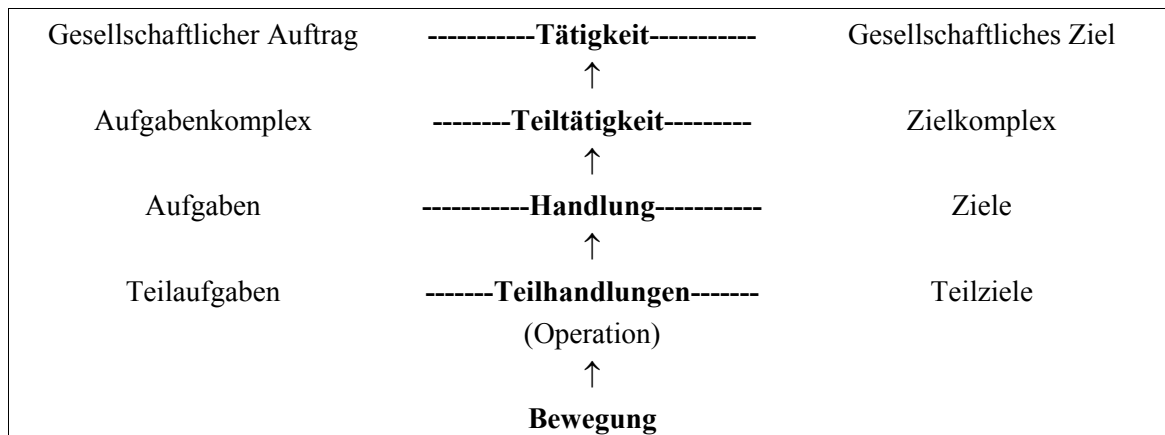 Gesellschaftlicher Auftrag -----------Tätigkeit----------- Gesellschaftliches Ziel
↑
Aufgabenkomplex --------Teiltätigkeit--------- Zielkomplex
↑
Aufgaben -----------Handlung----------- Ziele
↑
Teilaufgaben -------Teilhandlungen------- Teilziele
(Operation)
↑
Bewegung